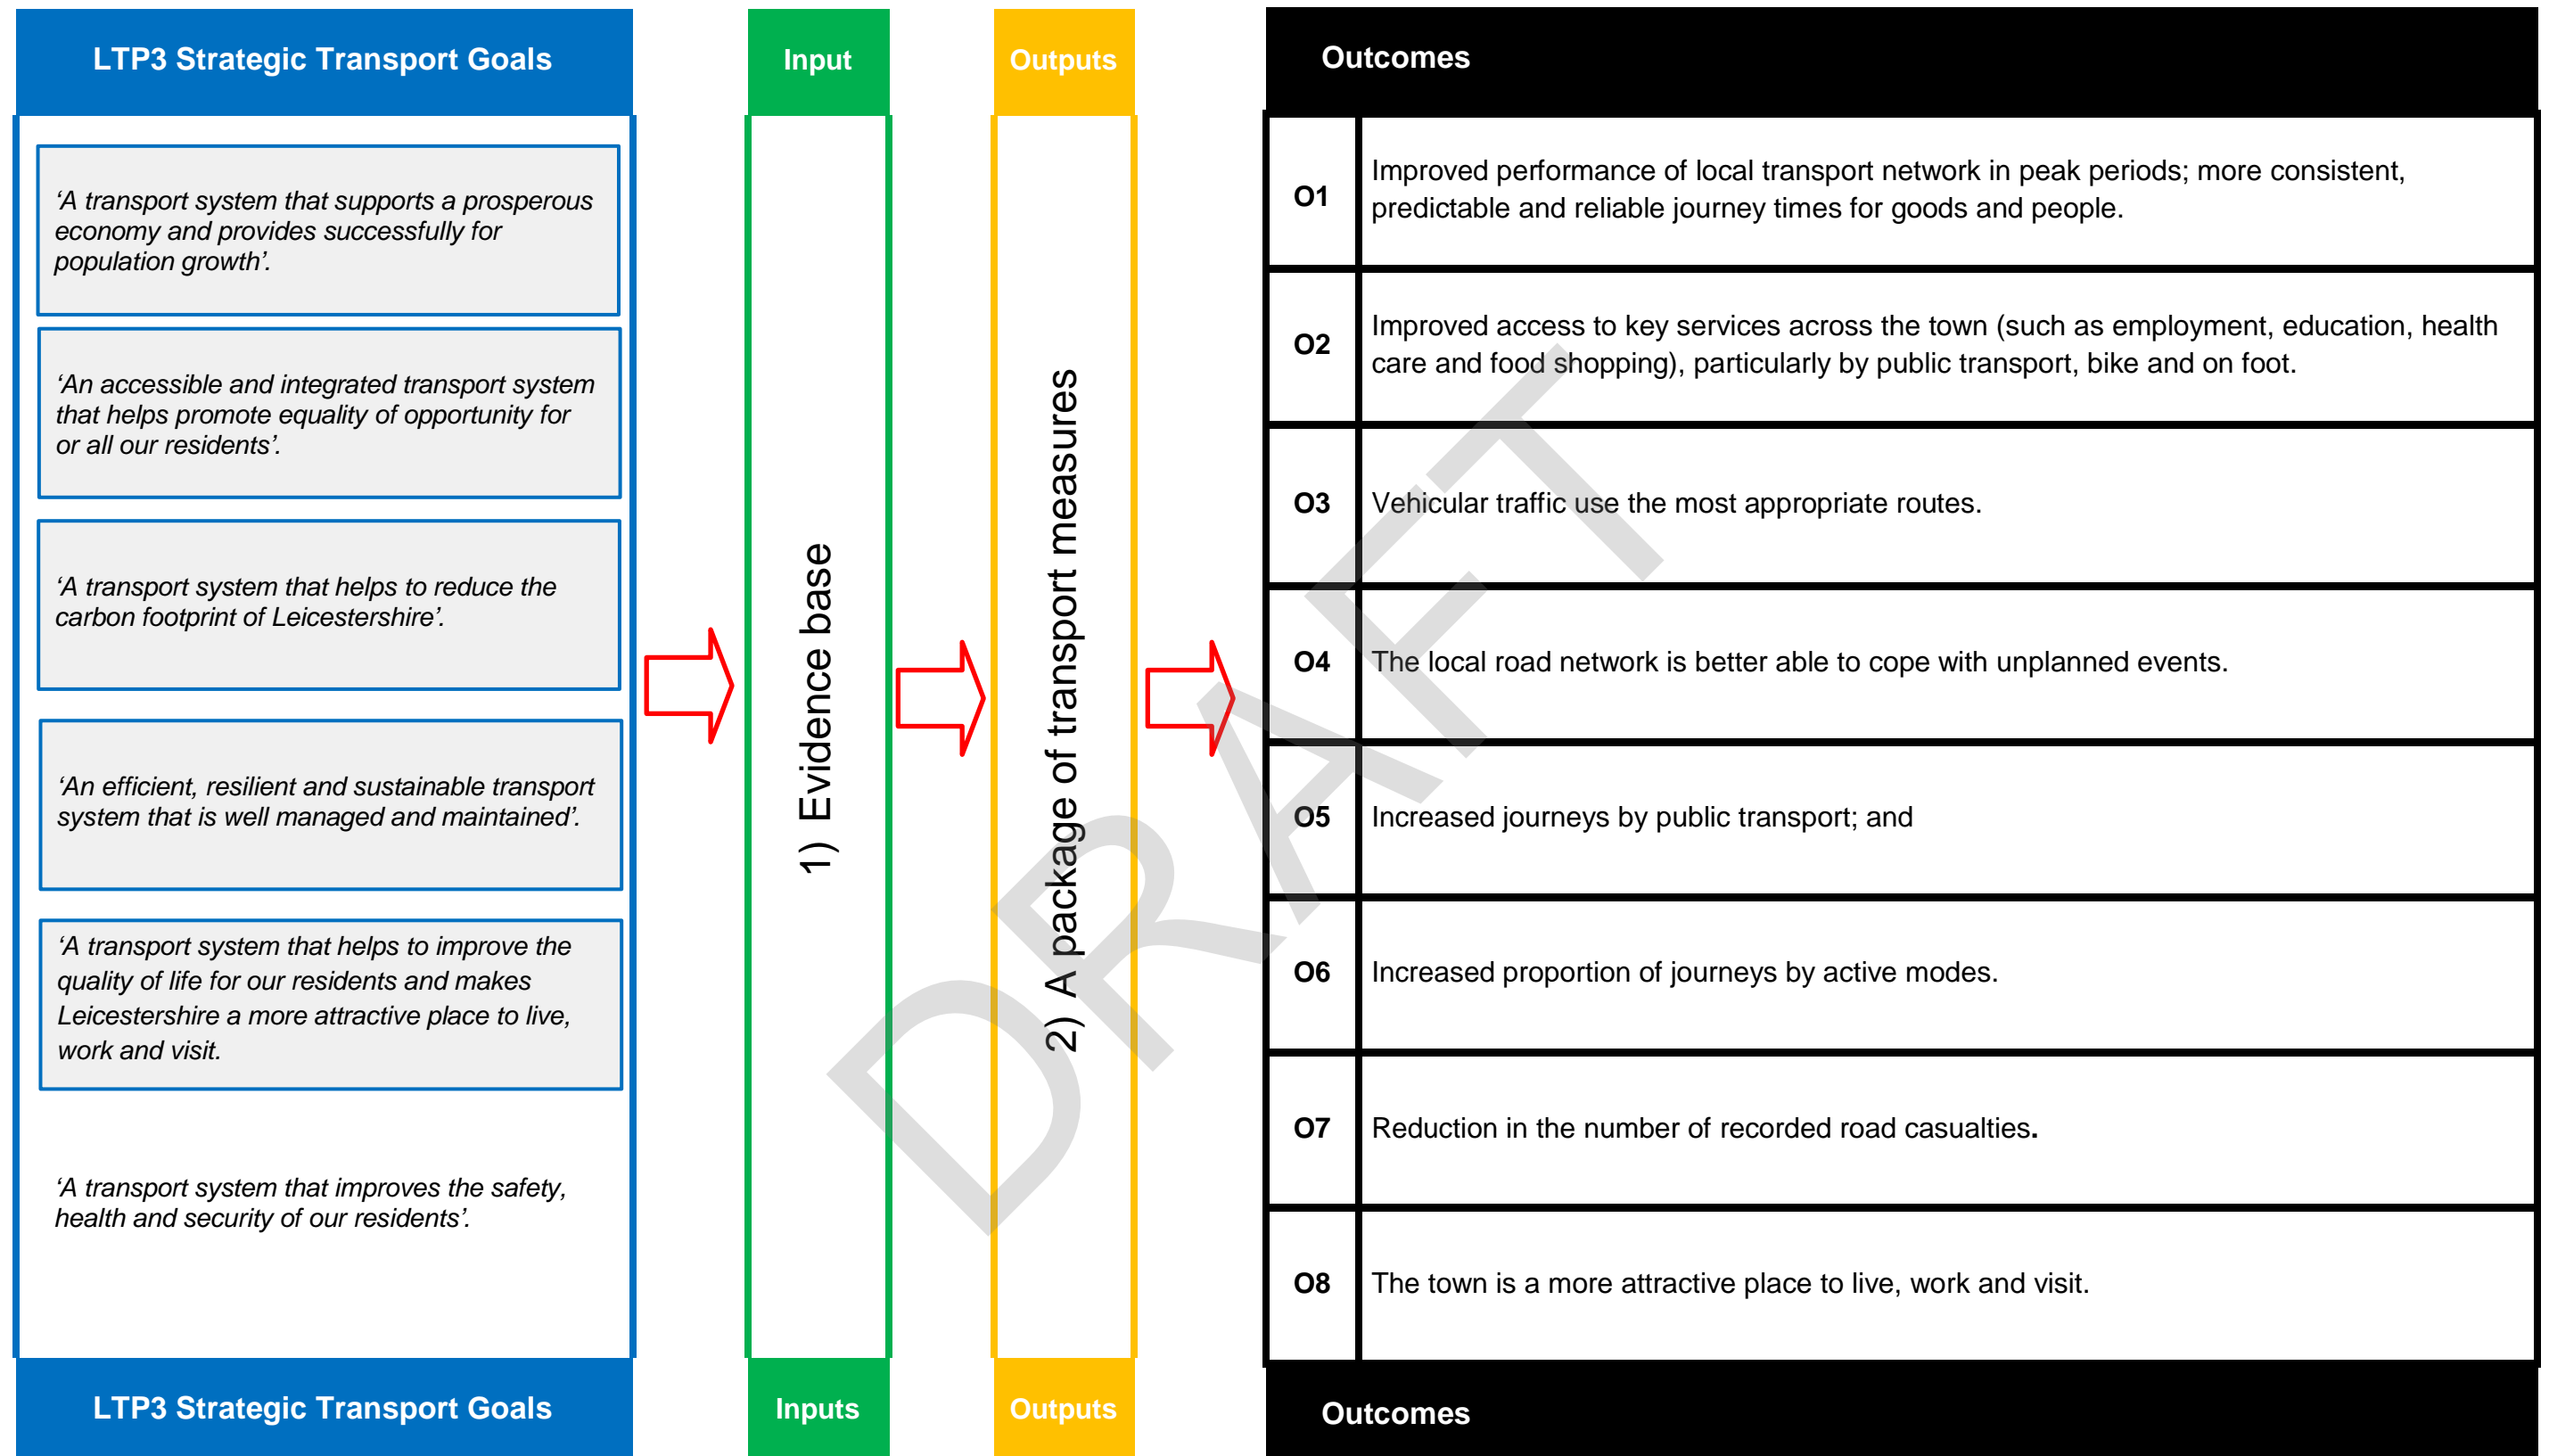 LTP3 Strategic Transport Goals
‘A transport system that supports a prosperous
economy and provides successfully for
population growth’.
‘An accessible and integrated transport system
that helps promote equality of opportunity for
or all our residents’.
‘A transport system that helps to reduce the
carbon footprint of Leicestershire’.
‘An efficient, resilient and sustainable transport
system that is well managed and maintained’.
‘A transport system that helps to improve the
quality of life for our residents and makes
Leicestershire a more attractive place to live,
work and visit.
‘A transport system that improves the safety,
health and security of our residents’.
LTP3 Strategic Transport Goals
Input
1) Evidence base
Inputs
Outputs
2) A package of transport measures
Outputs
Outcomes
O1
Improved performance of local transport network in peak periods; more consistent,
predictable and reliable journey times for goods and people.
O2
Improved access to key services across the town (such as employment, education, health
care and food shopping), particularly by public transport, bike and on foot.
O3
Vehicular traffic use the most appropriate routes.
O4
The local road network is better able to cope with unplanned events.
O5
Increased journeys by public transport; and
O6
Increased proportion of journeys by active modes.
O7
Reduction in the number of recorded road casualties.
O8
The town is a more attractive place to live, work and visit.
Outcomes
DRAFT